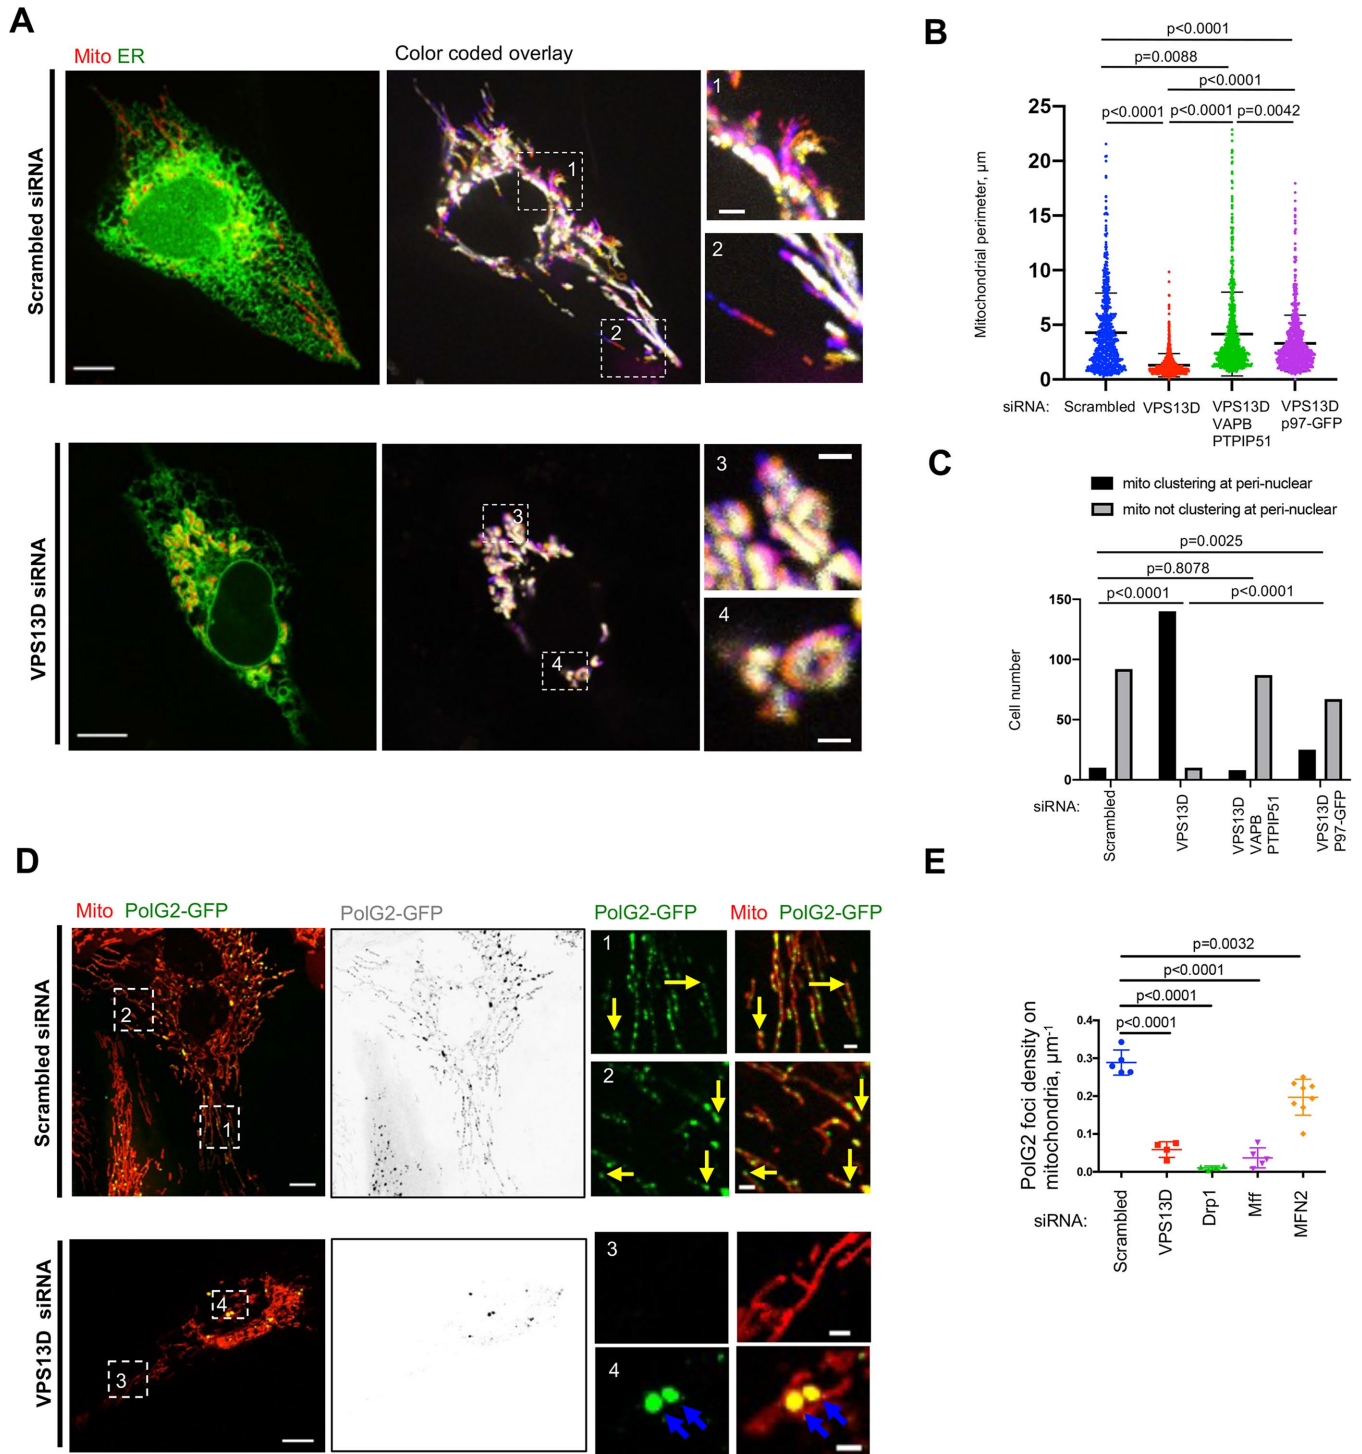 A
Mito ER
Color coded overlay
Scrambled siRNA
1
2
1
2
VPS13D siRNA
3
4
3
4
B
p<0.0001
p=0.0088
p<0.0001
p<0.0001 p<0.0001 p=0.0042
Mitochondrial perimeter, µm
25
20
15
10
5
0
siRNA: Scrambled VPS13D VPS13D VPS13D
VAPB p97-GFP
PTPIP51
C
mito clustering at peri-nuclear
mito not clustering at peri-nuclear
p=0.0025
p=0.8078
p<0.0001 p<0.0001
Cell number
150
100
50
0
siRNA:
Scrambled
VPS13D
VPS13D
VAPB
PTPIP51
VPS13D
P97-GFP
D
Mito PolG2-GFP
PolG2-GFP
PolG2-GFP
Mito PolG2-GFP
Scrambled siRNA
2
1
1
2
VPS13D siRNA
4
3
3
4
E
p=0.0032
p<0.0001
p<0.0001
p<0.0001
PolG2 foci density on
mitochondria, µm-1
0.4
0.3
0.2
0.1
0.0
siRNA:
Scrambled
VPS13D
Drp1
Mff
MFN2